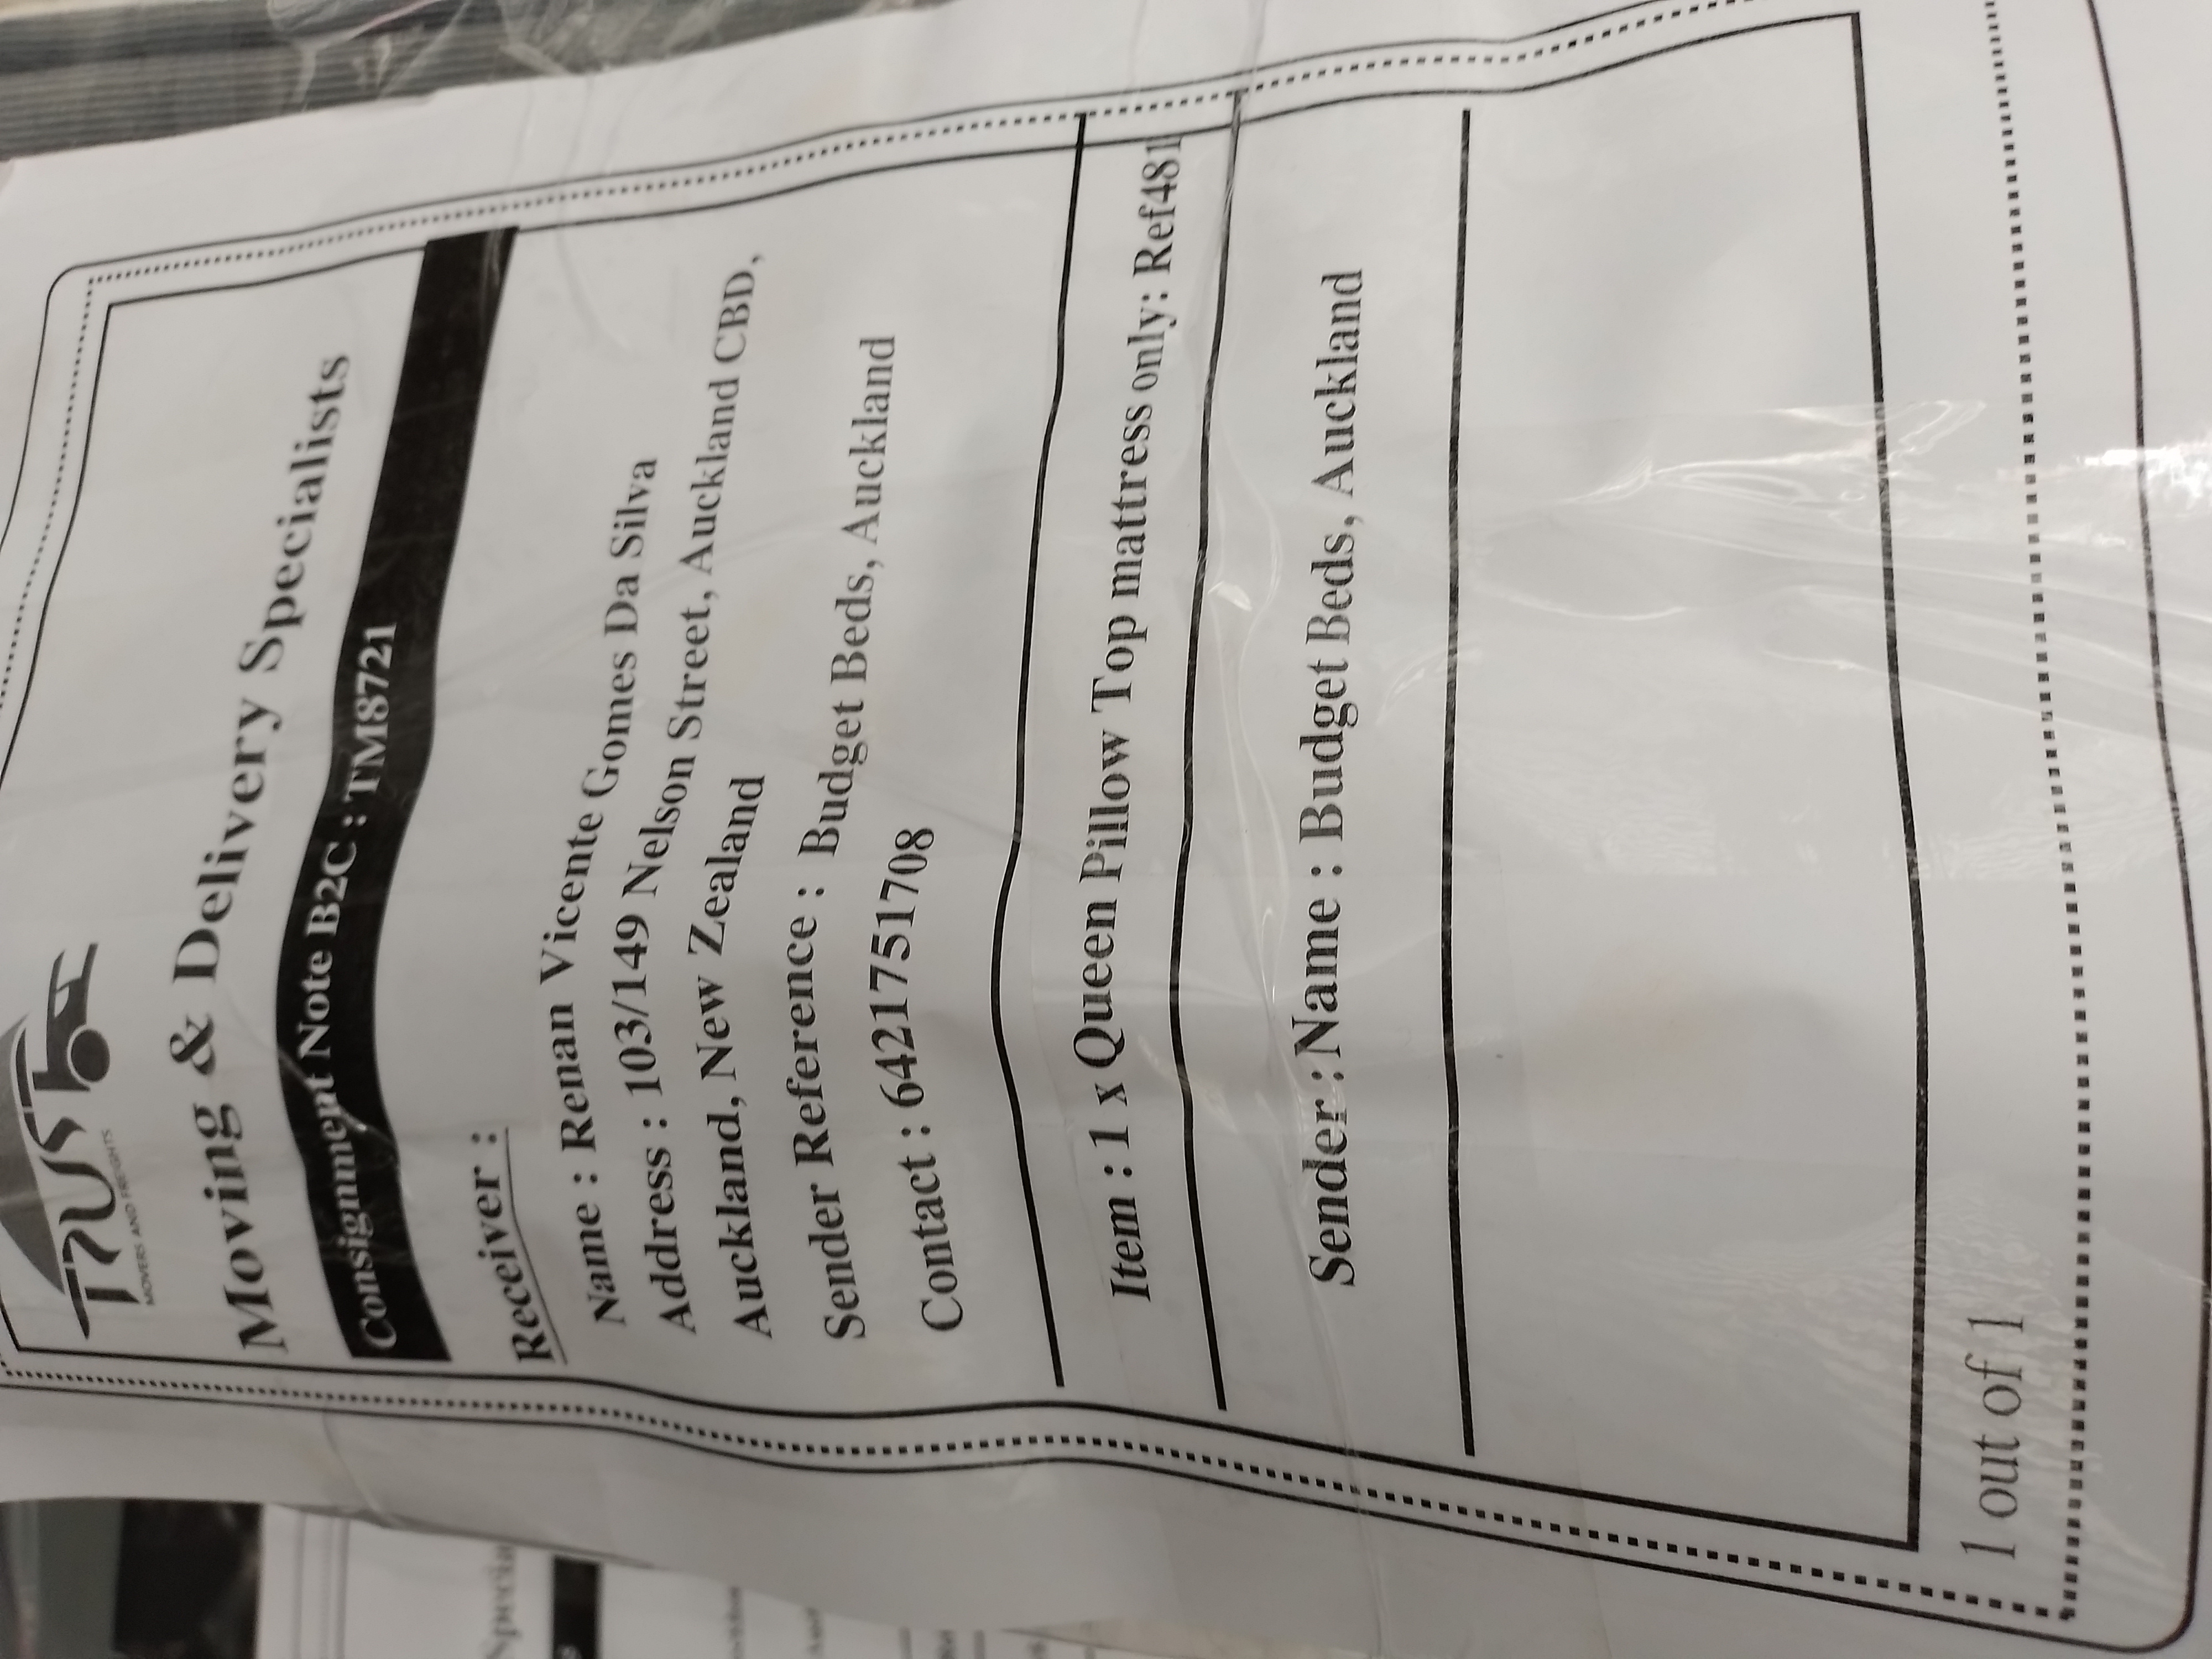 TRUST
MOVERS AND FREIGHTS
Moving & Delivery Specialists
Consignment Note B2C : TM8721
Receiver :
Name : Renan Vicente Gomes Da Silva
Address : 103/149 Nelson Street, Auckland CBD,
Auckland, New Zealand
Sender Reference : Budget Beds, Auckland
Contact : 64217517​08
Item : 1 x Queen Pillow Top mattress only: Ref481
Sender : Name : Budget Beds, Auckland
1 out of 1